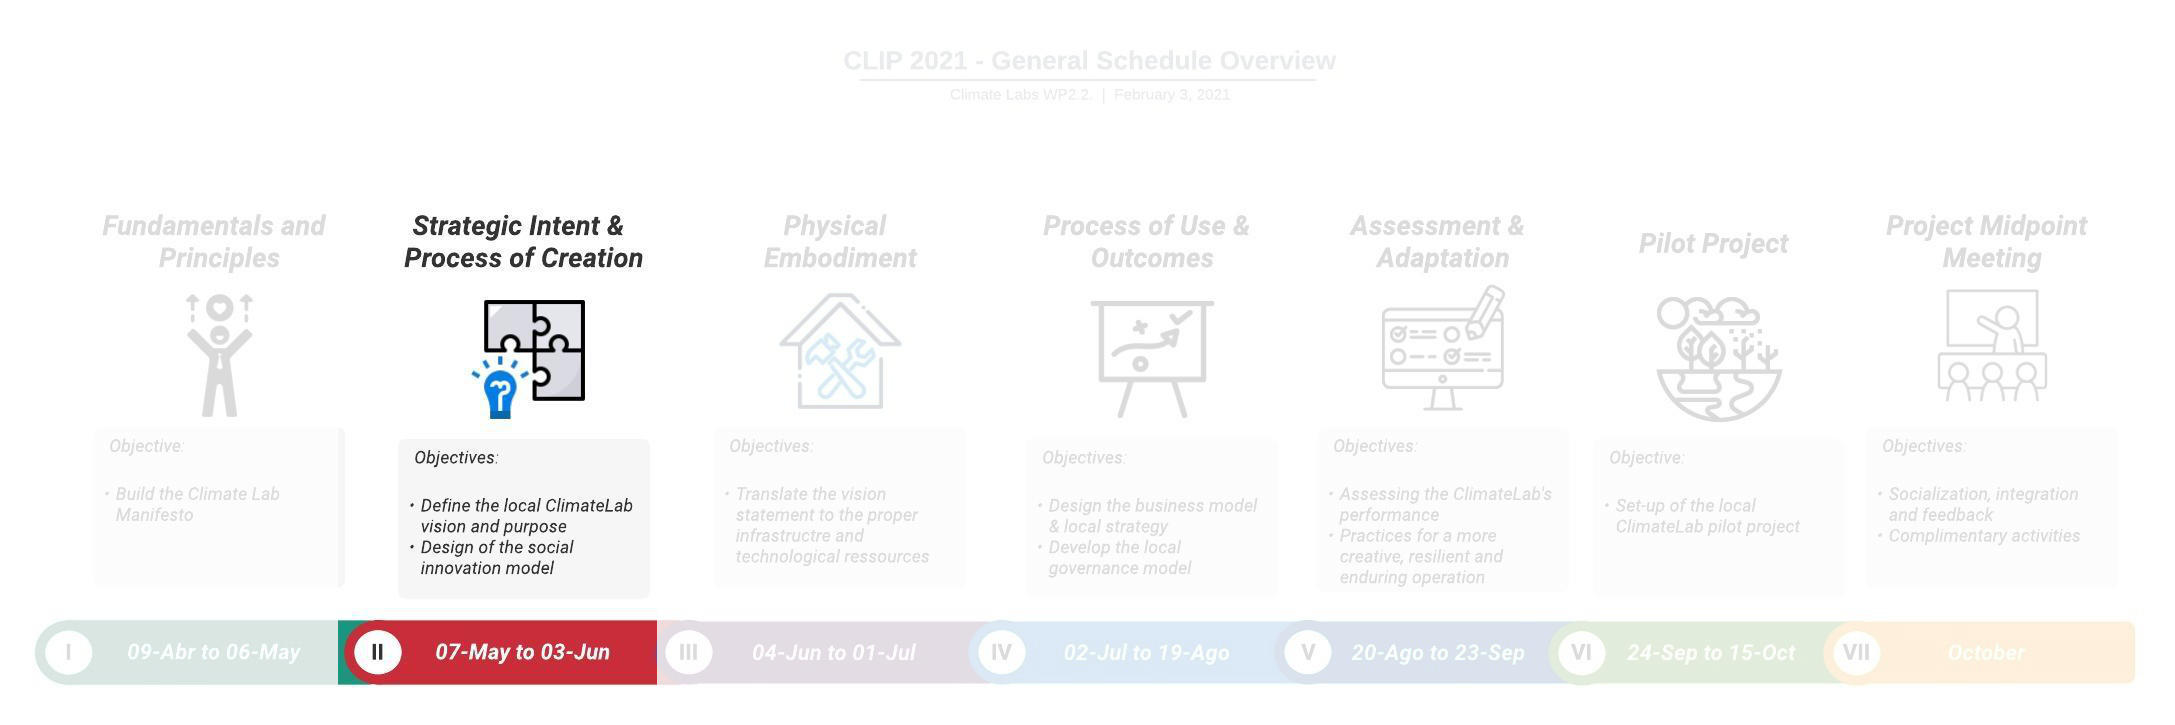 CLIP 2021 - General Schedule Overview
Climate Labs WP2.2. | February 3, 2021
Fundamentals and
Principles
Objective:
• Build the Climate Lab
Manifesto
I
09-Abr to 06-May
Strategic Intent &
Process of Creation
Objectives:
• Define the local ClimateLab
vision and purpose
• Design of the social
innovation model
II
07-May to 03-Jun
Physical
Embodiment
Objectives:
• Translate the vision
statement to the proper
infrastructre and
technological ressources
III
04-Jun to 01-Jul
Process of Use &
Outcomes
Objectives:
• Design the business model
& local strategy
• Develop the local
governance model
IV
02-Jul to 19-Ago
Assessment &
Adaptation
Objectives:
• Assessing the ClimateLab's
performance
• Practices for a more
creative, resilient and
enduring operation
V
20-Ago to 23-Sep
Pilot Project
Objective:
• Set-up of the local
ClimateLab pilot project
VI
24-Sep to 15-Oct
Project Midpoint
Meeting
Objectives:
• Socialization, integration
and feedback
• Complimentary activities
VII
October